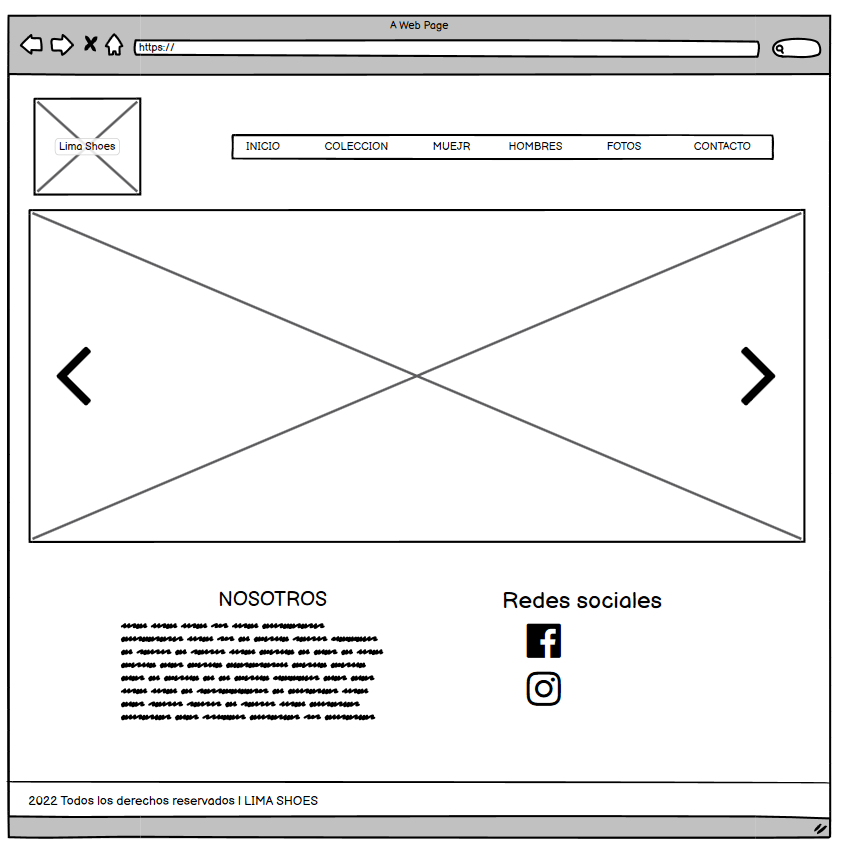 A Web Page
https://
Lima Shoes
INICIO COLECCION MUEJR HOMBRES FOTOS CONTACTO
NOSOTROS
Redes sociales
2022 Todos los derechos reservados | LIMA SHOES